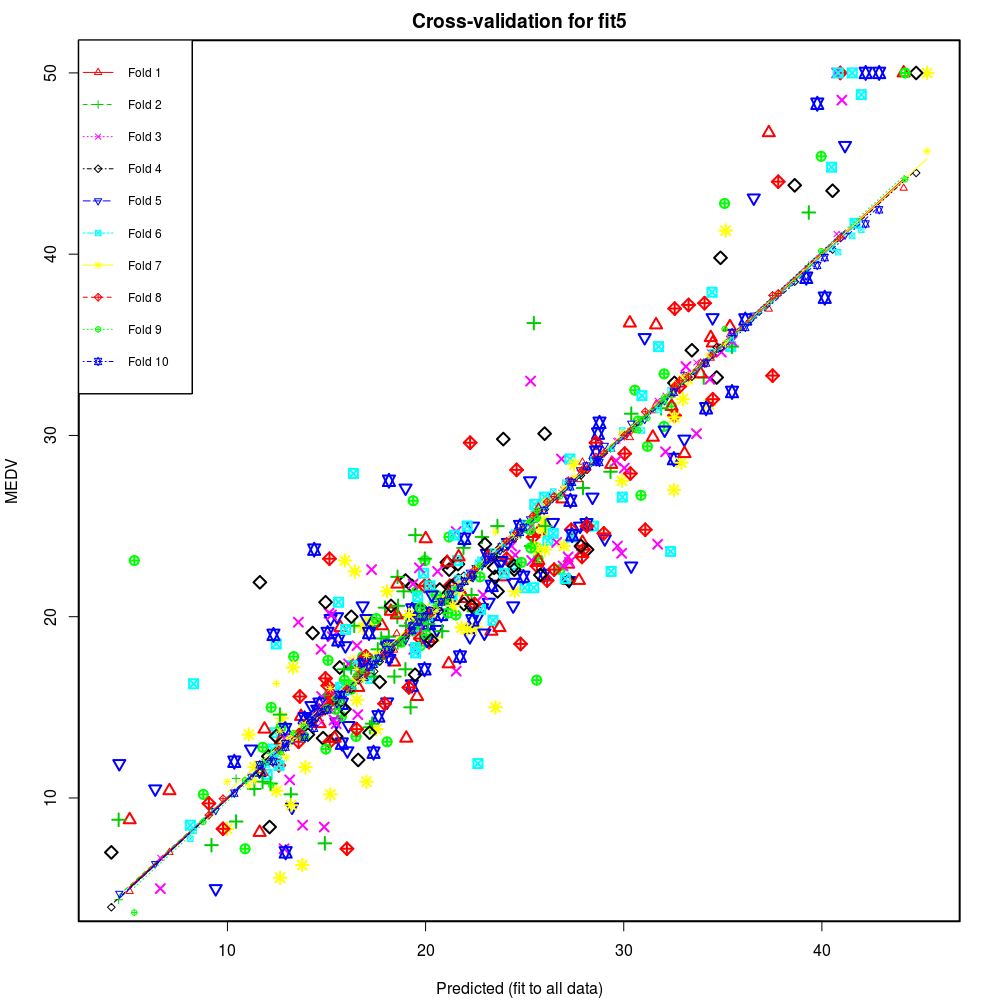 Cross-validation for fit5
Fold 1
Fold 2
Fold 3
Fold 4
Fold 5
Fold 6
Fold 7
Fold 8
Fold 9
Fold 10
50
40
30
20
10
MEDV
10 20 30 40
Predicted (fit to all data)